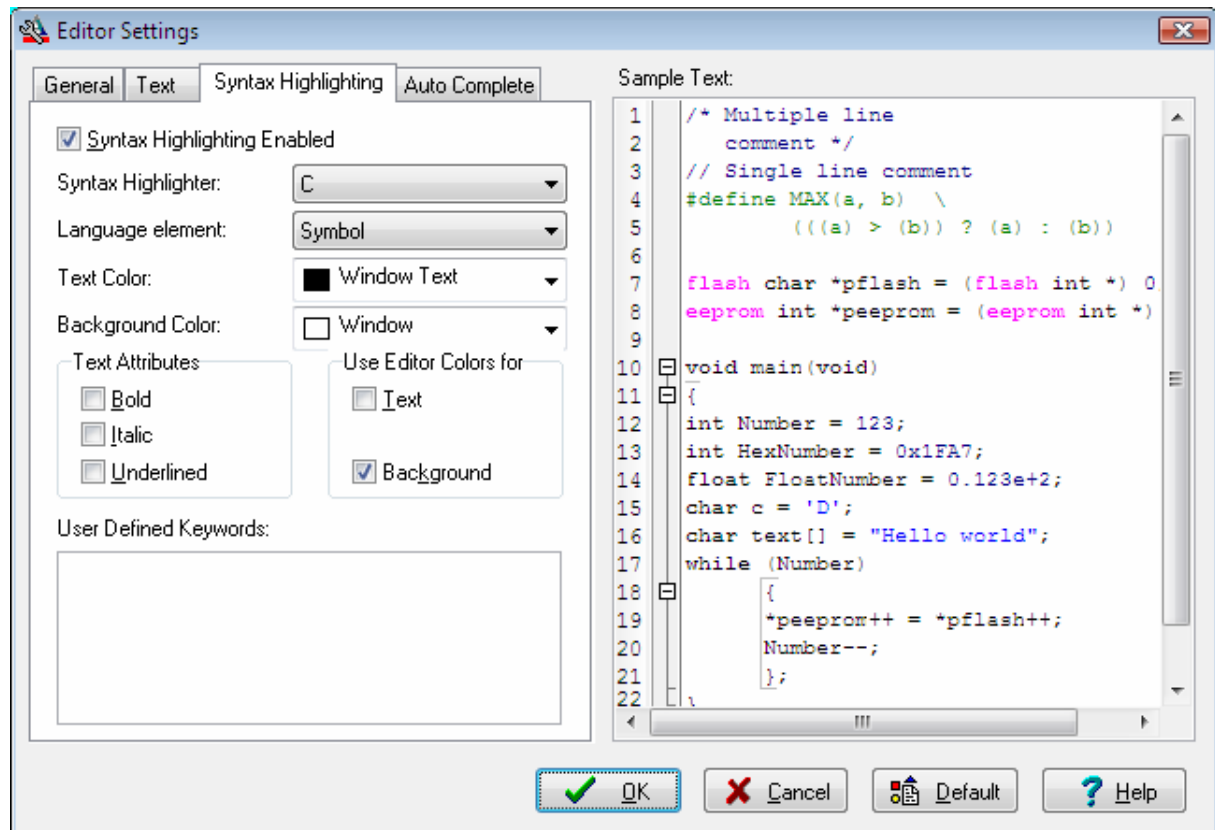 Editor Settings
General Text Syntax Highlighting Auto Complete
Syntax Highlighting Enabled
Syntax Highlighter: C
Language element: Symbol
Text Color: Window Text
Background Color: Window
Text Attributes
Bold
Italic
Underlined
Use Editor Colors for
Text
Background
User Defined Keywords:
Sample Text:
1 /* Multiple line
2 comment */
3 // Single line comment
4 #define MAX(a, b) \
5 (((a) > (b)) ? (a) : (b))
6
7 flash char *pflash = (flash int *) 0
8 eeprom int *peeprom = (eeprom int *)
9
10 void main(void)
11 {
12 int Number = 123;
13 int HexNumber = 0x1FA7;
14 float FloatNumber = 0.123e+2;
15 char c = 'D';
16 char text[] = "Hello world";
17 while (Number)
18 {
19 *peeprom++ = *pflash++;
20 Number--;
21 };
22
OK Cancel Default Help